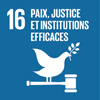 16 PAIX, JUSTICE
ET INSTITUTIONS
EFFICACES